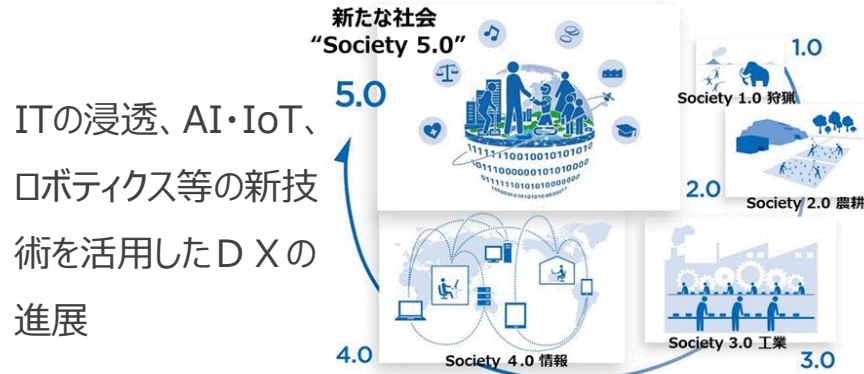 ITの浸透、AI・IoT、
ロボティクス等の新技
術を活用したＤＸの
進展
新たな社会
“Society 5.0”
5.0
1.0
Society 1.0 狩猟
2.0
Society 2.0 農耕
Society 3.0 工業
3.0
4.0
Society 4.0 情報